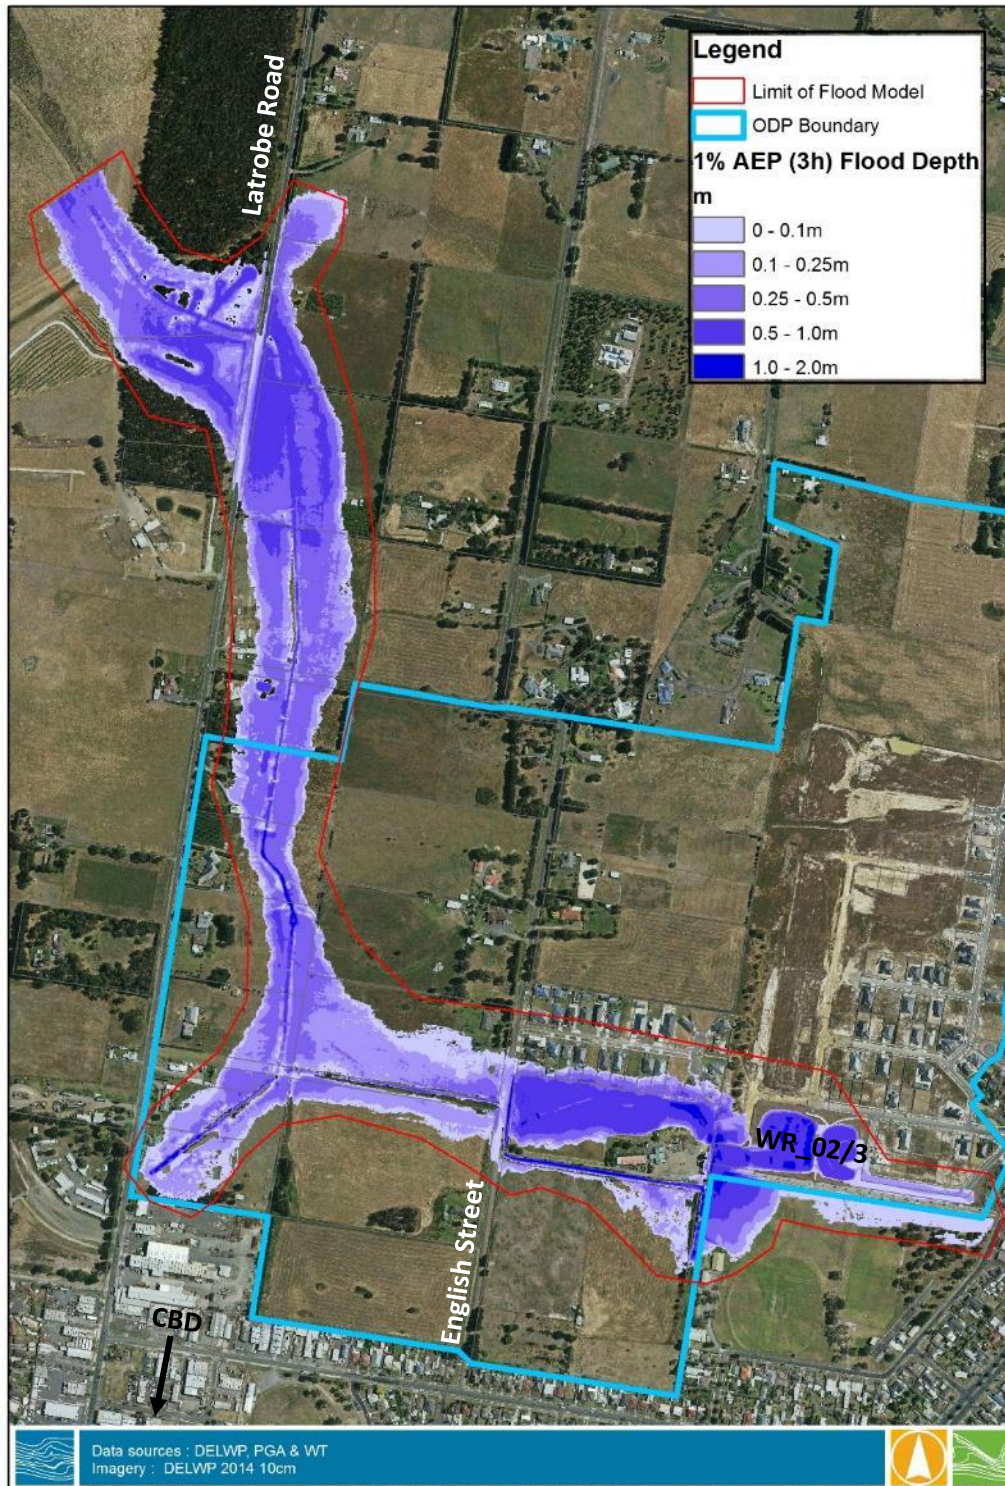 Latrobe Road
Legend
Limit of Flood Model
ODP Boundary
1% AEP (3h) Flood Depth
m
0 - 0.1m
0.1 - 0.25m
0.25 - 0.5m
0.5 - 1.0m
1.0 - 2.0m
WR_02/3
English Street
CBD
Data sources : DELWP, PGA & WT
Imagery : DELWP 2014 10cm